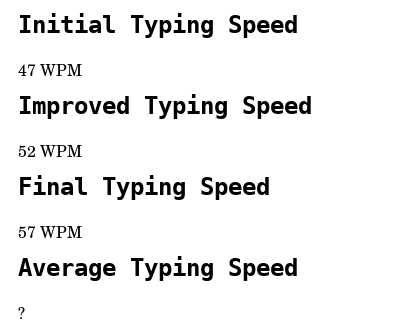 Initial Typing Speed
47 WPM
Improved Typing Speed
52 WPM
Final Typing Speed
57 WPM
Average Typing Speed
?